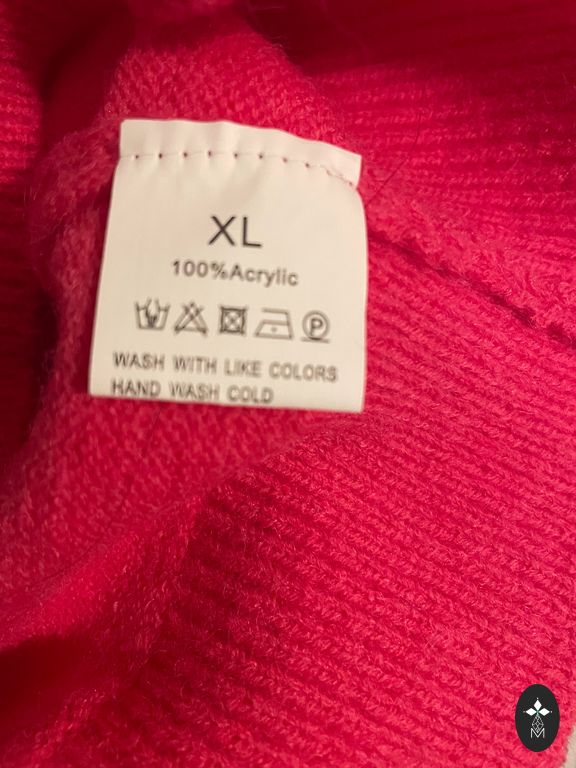 XL
100%Acrylic
P
WASH WITH LIKE COLORS
HAND WASH COLD
M